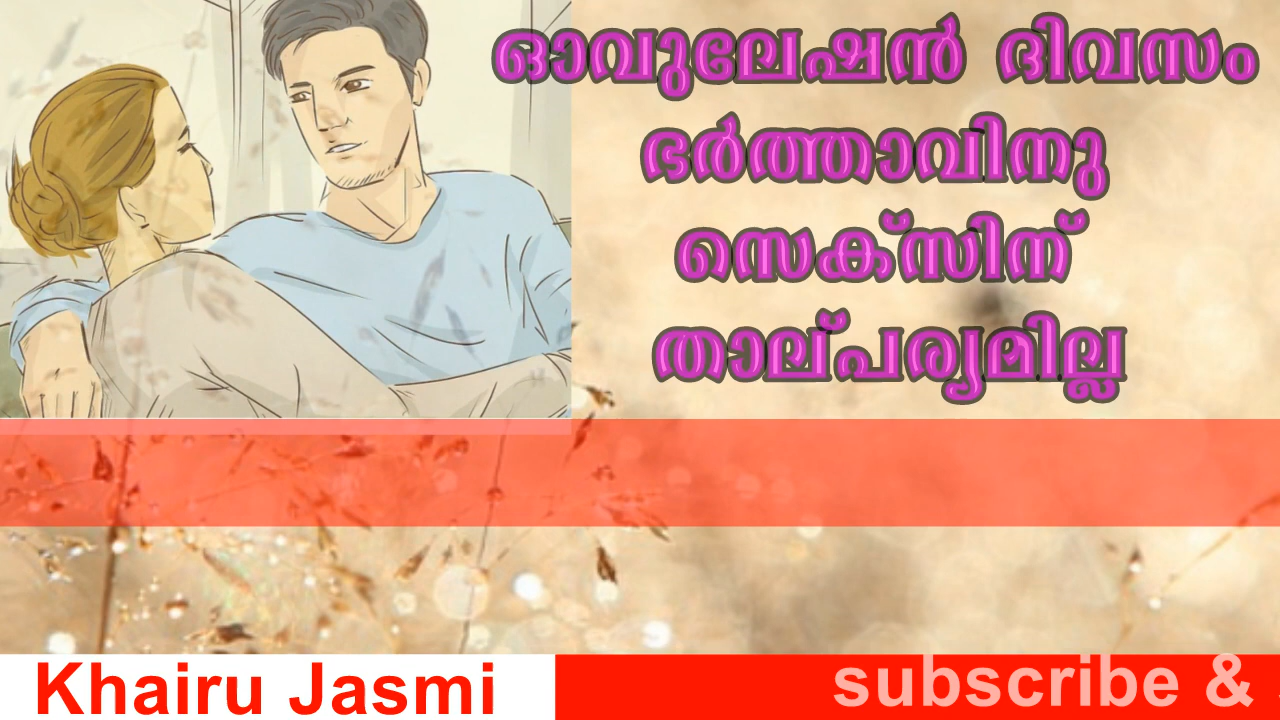 ഓവുലേഷൻ ദിവസം
ഭർത്താവിനു
സെക്സിന്
താല്പര്യമില്ല
Khairu Jasmi
subscribe &